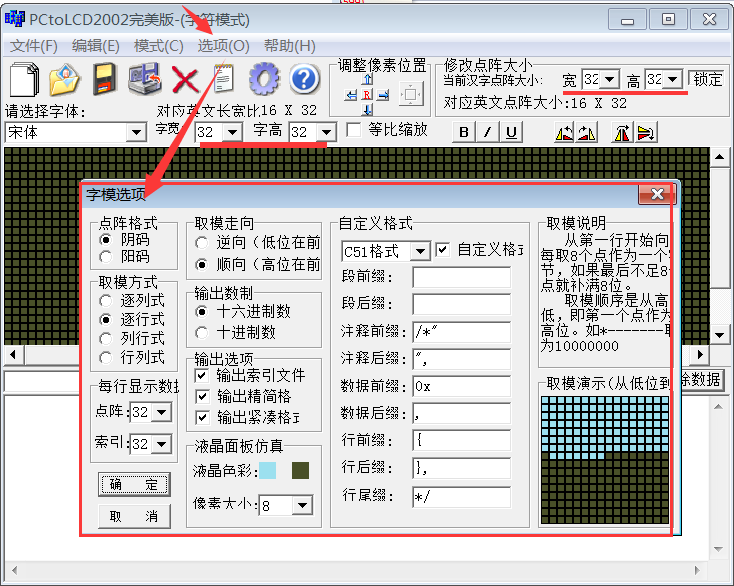 PCtoLCD2002完美版-(字符模式)
文件(F) 编辑(E) 模式(C) 选项(O) 帮助(H)
调整像素位置
修改点阵大小
当前汉字点阵大小: 宽 32 高 32 锁定
对应英文点阵大小:16 X 32
请选择字体: 对应英文长宽比16 X 32
宋体 字宽 32 字高 32 等比缩放 B I U
字模选项
点阵格式
阴码
阳码
取模方式
逐列式
逐行式
列行式
行列式
每行显示数据
点阵: 32
索引: 32
确 定
取 消
取模走向
逆向(低位在前
顺向(高位在前
输出数制
十六进制数
十进制数
输出选项
输出索引文件
输出精简格
输出紧凑格式
液晶面板仿真
液晶色彩:
像素大小: 8
自定义格式
C51格式 自定义格式
段前缀:
段后缀:
注释前缀: /*"
注释后缀: ",
数据前缀: 0x
数据后缀: ,
行前缀: {
行后缀: },
行尾缀: */
取模说明
从第一行开始向
每取8个点作为一个字
节，如果最后不足8
点就补满8位。
取模顺序是从高
低，即第一个点作为
高位。如*-------取
为10000000
取模演示(从低位到
除数据